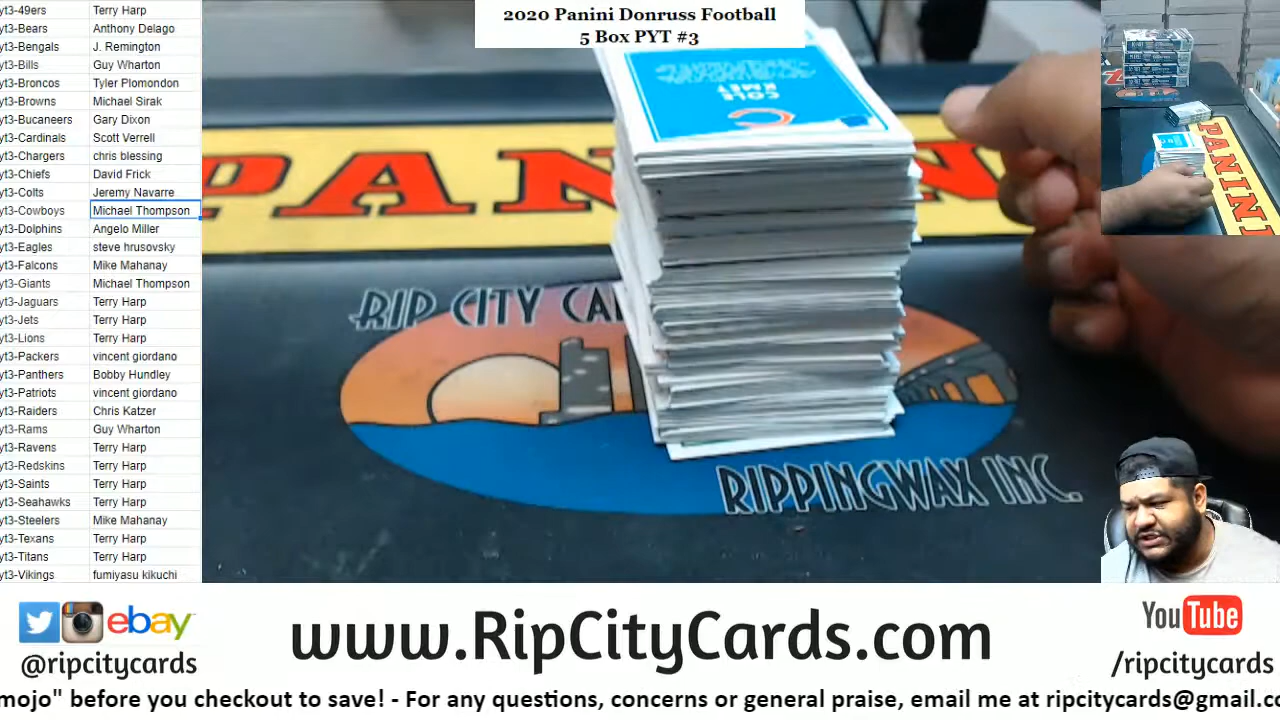 2020 Panini Donruss Football
5 Box PYT #3
yt3-49ers Terry Harp
yt3-Bears Anthony Delago
yt3-Bengals J. Remington
yt3-Bills Guy Wharton
yt3-Broncos Tyler Plomondon
yt3-Browns Michael Sirak
yt3-Bucaneers Gary Dixon
yt3-Cardinals Scott Verrell
yt3-Chargers chris blessing
yt3-Chiefs David Frick
yt3-Colts Jeremy Navarre
yt3-Cowboys Michael Thompson
yt3-Dolphins Angelo Miller
yt3-Eagles steve hrusovsky
yt3-Falcons Mike Mahanay
yt3-Giants Michael Thompson
yt3-Jaguars Terry Harp
yt3-Jets Terry Harp
yt3-Lions Terry Harp
yt3-Packers vincent giordano
yt3-Panthers Bobby Hundley
yt3-Patriots vincent giordano
yt3-Raiders Chris Katzer
yt3-Rams Guy Wharton
yt3-Ravens Terry Harp
yt3-Redskins Terry Harp
yt3-Saints Terry Harp
yt3-Seahawks Terry Harp
yt3-Steelers Mike Mahanay
yt3-Texans Terry Harp
yt3-Titans Terry Harp
yt3-Vikings fumiyasu kikuchi
COLE
KMET
PANIN
RIP CITY CA
RIPPINGWAX INC.
PANINI
ebay
@ripcitycards
www.RipCityCards.com
YouTube
/ripcitycards
mojo" before you checkout to save! - For any questions, concerns or general praise, email me at ripcitycards@gmail.co